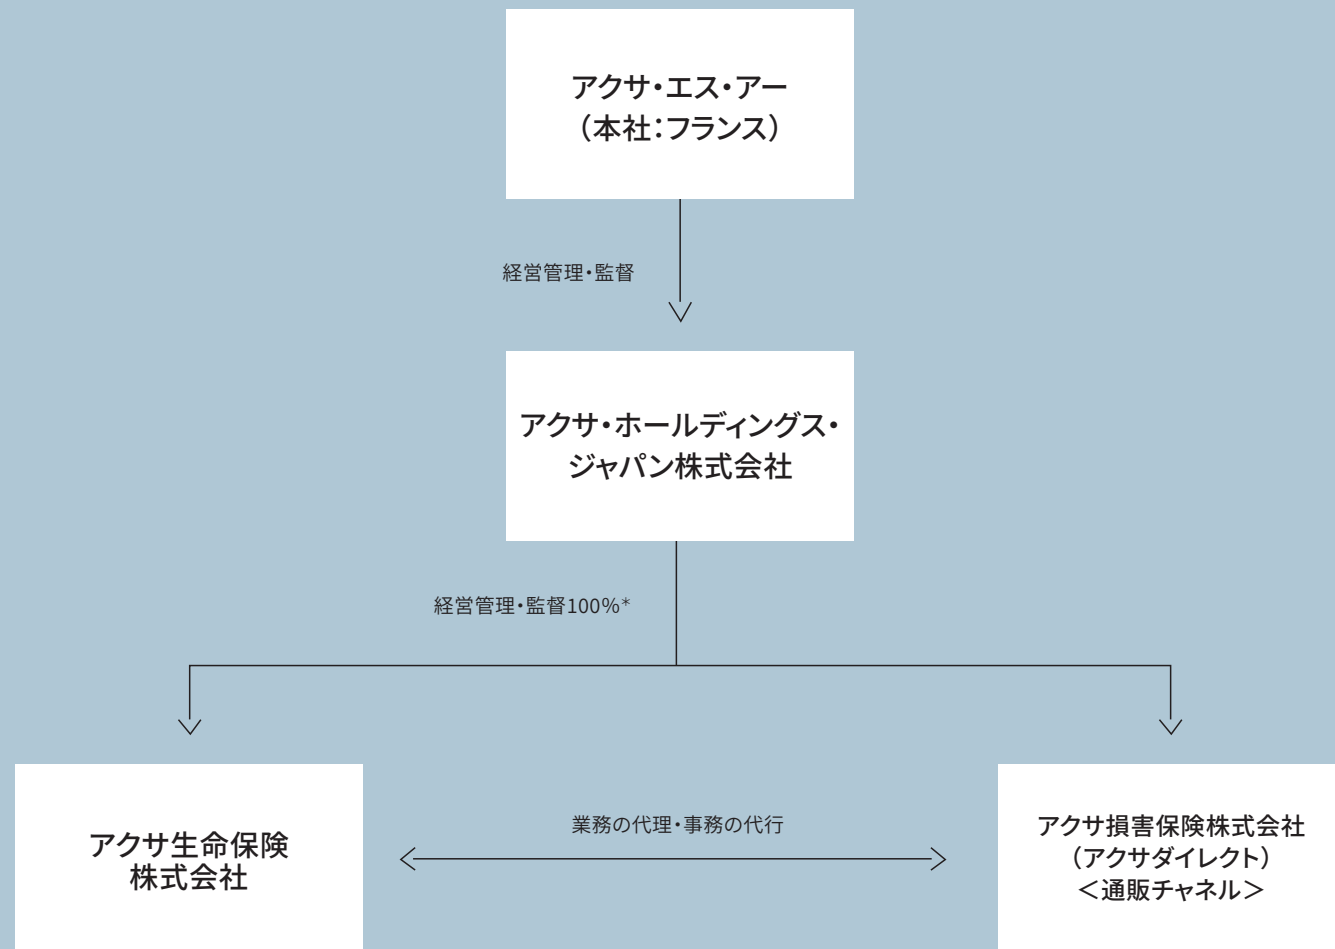 アクサ・エス・アー
（本社：フランス）
経営管理・監督
アクサ・ホールディングス・
ジャパン株式会社
経営管理・監督100％＊
アクサ生命保険
株式会社
業務の代理・事務の代行
アクサ損害保険株式会社
（アクサダイレクト）
＜通販チャネル＞